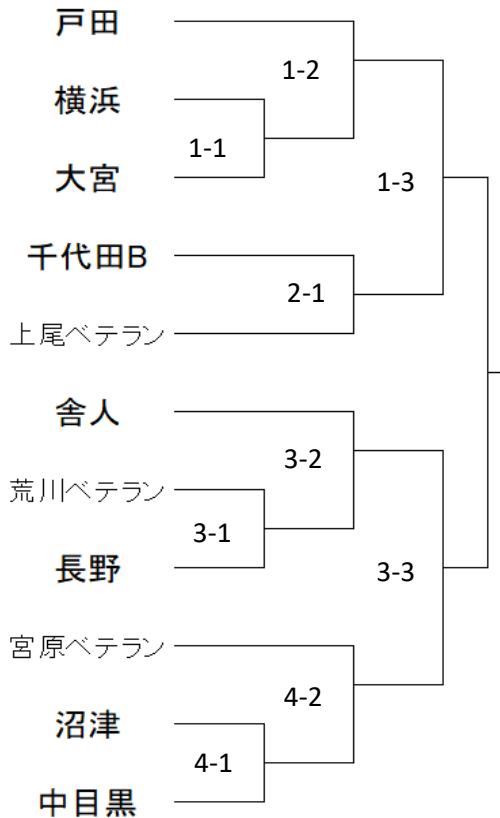 戸田
1-2
横浜
1-1
大宮
1-3
千代田B
2-1
上尾ベテラン
舎人
3-2
荒川ベテラン
3-1
長野
3-3
宮原ベテラン
4-2
沼津
4-1
中目黒